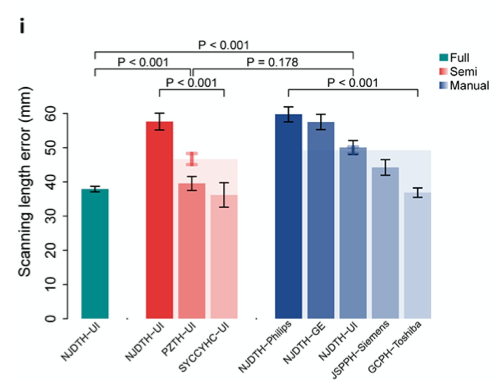 i
P < 0.001
P < 0.001
P = 0.178
P < 0.001
P < 0.001
Full
Semi
Manual
Scanning length error (mm)
60
50
40
30
20
10
0
NJDTH−UI
NJDTH−UI
PZTH−UI
SYCCYHC−UI
NJDTH−Philips
NJDTH−GE
NJDTH−UI
JSPPH−Siemens
GCPH−Toshiba